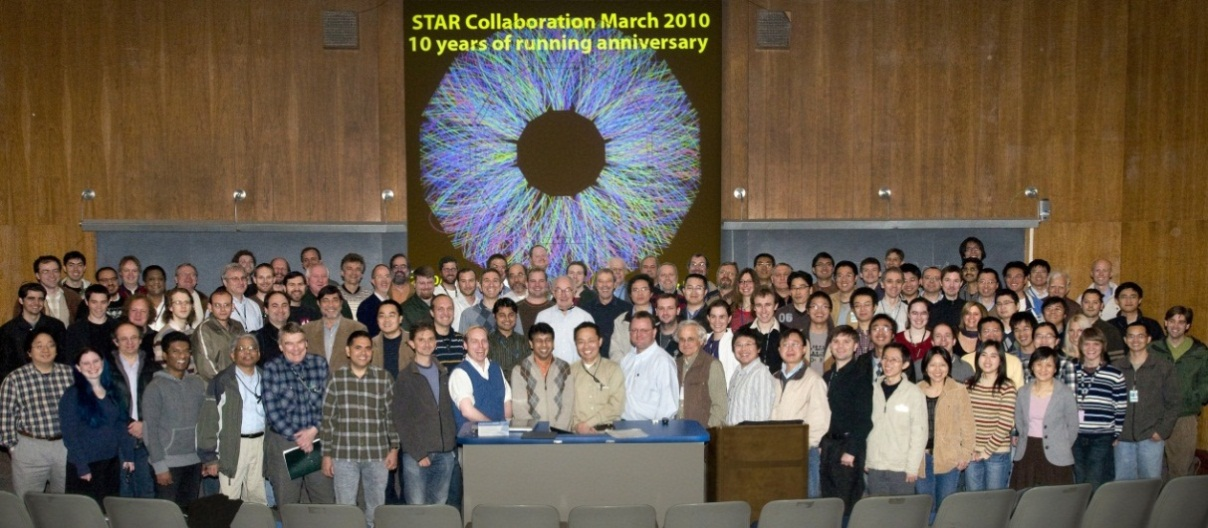 STAR Collaboration March 2010
10 years of running anniversary